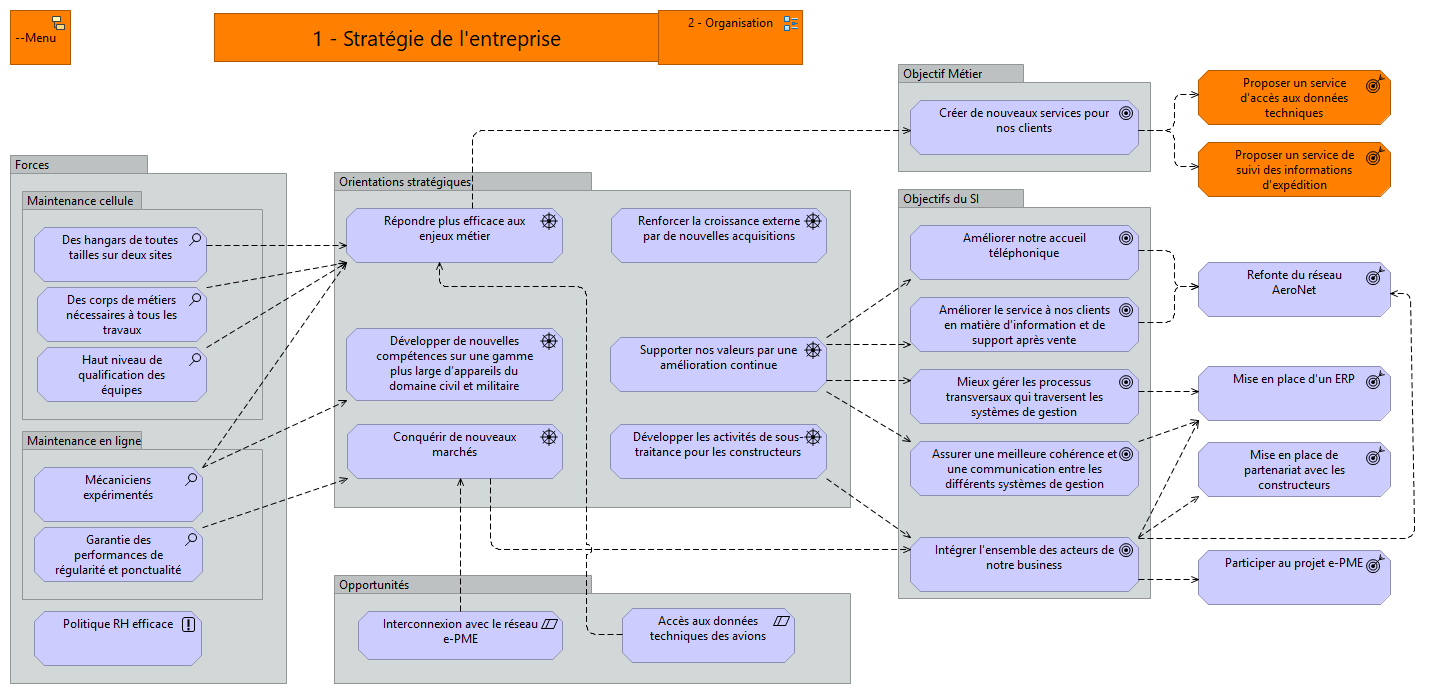 --Menu
1 - Stratégie de l'entreprise
2 - Organisation
Forces
Maintenance cellule
Des hangars de toutes
tailles sur deux sites
Des corps de métiers
nécessaires à tous les
travaux
Haut niveau de
qualification des
équipes
Maintenance en ligne
Mécaniciens
expérimentés
Garantie des
performances de
régularité et ponctualité
Politique RH efficace
Orientations stratégiques
Répondre plus efficace aux
enjeux métier
Renforcer la croissance externe
par de nouvelles acquisitions
Développer de nouvelles
compétences sur une gamme
plus large d'appareils du
domaine civil et militaire
Supporter nos valeurs par une
amélioration continue
Conquérir de nouveaux
marchés
Développer les activités de sous-
traitance pour les constructeurs
Opportunités
Interconnexion avec le réseau
e-PME
Accès aux données
techniques des avions
Objectif Métier
Créer de nouveaux services pour
nos clients
Objectifs du SI
Améliorer notre accueil
téléphonique
Améliorer le service à nos clients
en matière d'information et de
support après vente
Mieux gérer les processus
transversaux qui traversent les
systèmes de gestion
Assurer une meilleure cohérence et
une communication entre les
différents systèmes de gestion
Intégrer l'ensemble des acteurs de
notre business
Proposer un service
d'accès aux données
techniques
Proposer un service de
suivi des informations
d'expédition
Refonte du réseau
AeroNet
Mise en place d'un ERP
Mise en place de
partenariat avec les
constructeurs
Participer au projet e-PME